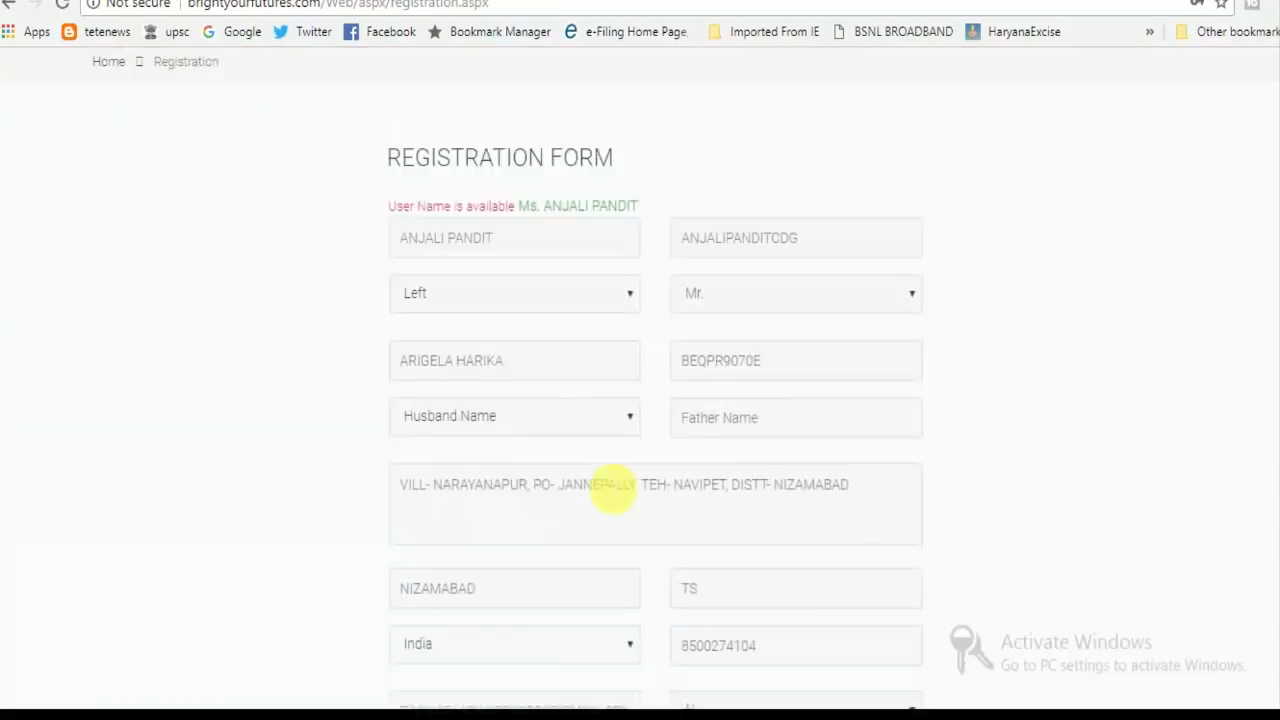 Not secure brightyourfutures.com/Web/aspx/registration.aspx
Apps tetenews upsc Google Twitter Facebook Bookmark Manager e-Filing Home Page, Imported From IE BSNL BROADBAND HaryanaExcise » Other bookmark
Home Registration
REGISTRATION FORM
User Name is available Ms. ANJALI PANDIT
ANJALI PANDIT ANJALIPANDITCDG
Left Mr.
ARIGELA HARIKA BEQPR9070E
Husband Name Father Name
VILL- NARAYANAPUR, PO- JANNEPALLY, TEH- NAVIPET, DISTT- NIZAMABAD
NIZAMABAD TS
India 8500274104
Activate Windows
Go to PC settings to activate Windows.